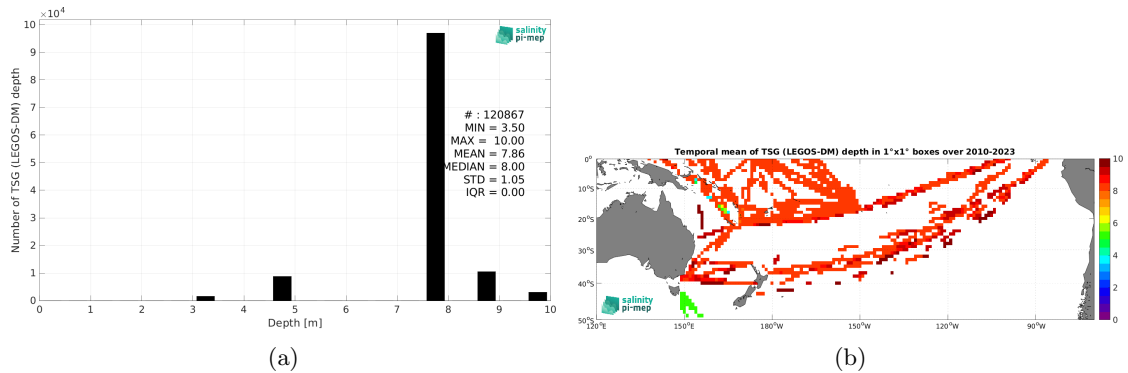 ×10⁴
10
9
8
7
6
5
4
3
2
1
0
Number of TSG (LEGOS-DM) depth
salinity
pi-mep
# : 120867
MIN = 3.50
MAX = 10.00
MEAN = 7.86
MEDIAN = 8.00
STD = 1.05
IQR = 0.00
0 1 2 3 4 5 6 7 8 9 10
Depth [m]
(a)
Temporal mean of TSG (LEGOS-DM) depth in 1°x1° boxes over 2010-2023
0°
10°S
20°S
30°S
40°S
50°S
salinity
pi-mep
120°W 150°W 180°W 150°W 120°W 90°W
10
8
6
4
2
0
(b)